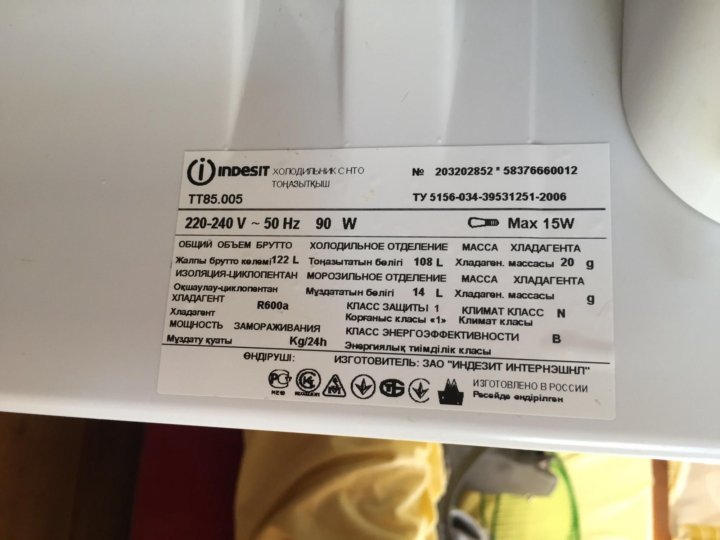 INDESIT ХОЛОДИЛЬНИК С НТО № 203202852 * 58376660012
ТОҢАЗЫТҚЫШ
TT85.005 ТУ 5156-034-39531251-2006
220-240 V ~ 50 Hz 90 W Max 15W
ОБЩИЙ ОБЪЕМ БРУТТО ХОЛОДИЛЬНОЕ ОТДЕЛЕНИЕ МАССА ХЛАДАГЕНТА
Жалпы брутто көлемі 122 L Тоңазытатын бөлігі 108 L Хладаген. массасы 20 g
ИЗОЛЯЦИЯ-ЦИКЛОПЕНТАН МОРОЗИЛЬНОЕ ОТДЕЛЕНИЕ МАССА ХЛАДАГЕНТА
Оқшаулау-циклопентан Мұздататын бөлігі 14 L Хладаген. массасы g
ХЛАДАГЕНТ R600a КЛАСС ЗАЩИТЫ 1 КЛИМАТ КЛАСС N
Хладагент Корғаныс класы «1» Климат класы
МОЩНОСТЬ ЗАМОРАЖИВАНИЯ КЛАСС ЭНЕРГОЭФФЕКТИВНОСТИ B
Мұздату қуаты Kg/24h Энергиялық тиімділік класы
ӨНДІРУШІ: ИЗГОТОВИТЕЛЬ: ЗАО "ИНДЕЗИТ ИНТЕРНЭШНЛ"
ИЗГОТОВЛЕНО В РОССИИ
Ресейде өндірілген